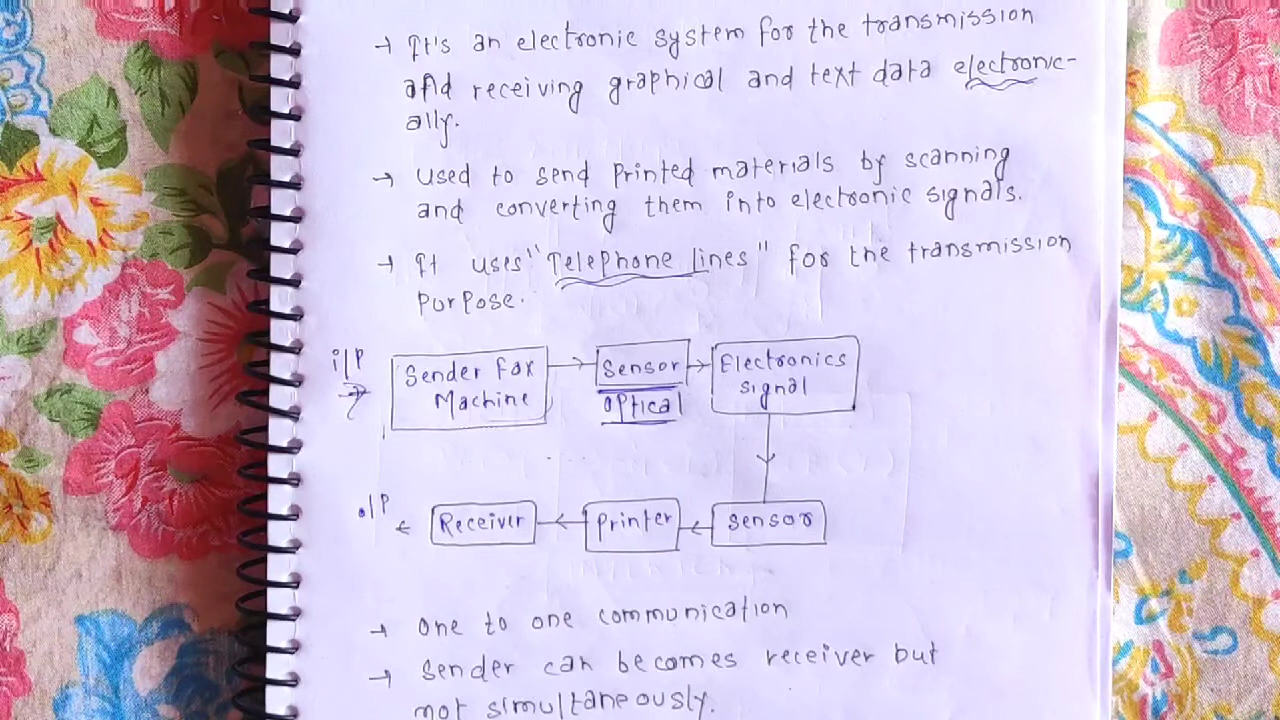 → It's an electronic system for the transmission
and receiving graphical and text data electronic-
ally.
→ used to send Printed materials by scanning
and converting them into electronic signals.
→ It uses "Telephone lines" for the transmission
purpose.
i/p
Sender Fax
Machine
Sensor
optical
Electronics
signal
o/p
Receiver
printer
sensor
→ one to one communication
→ sender can becomes receiver but
not simultaneously.